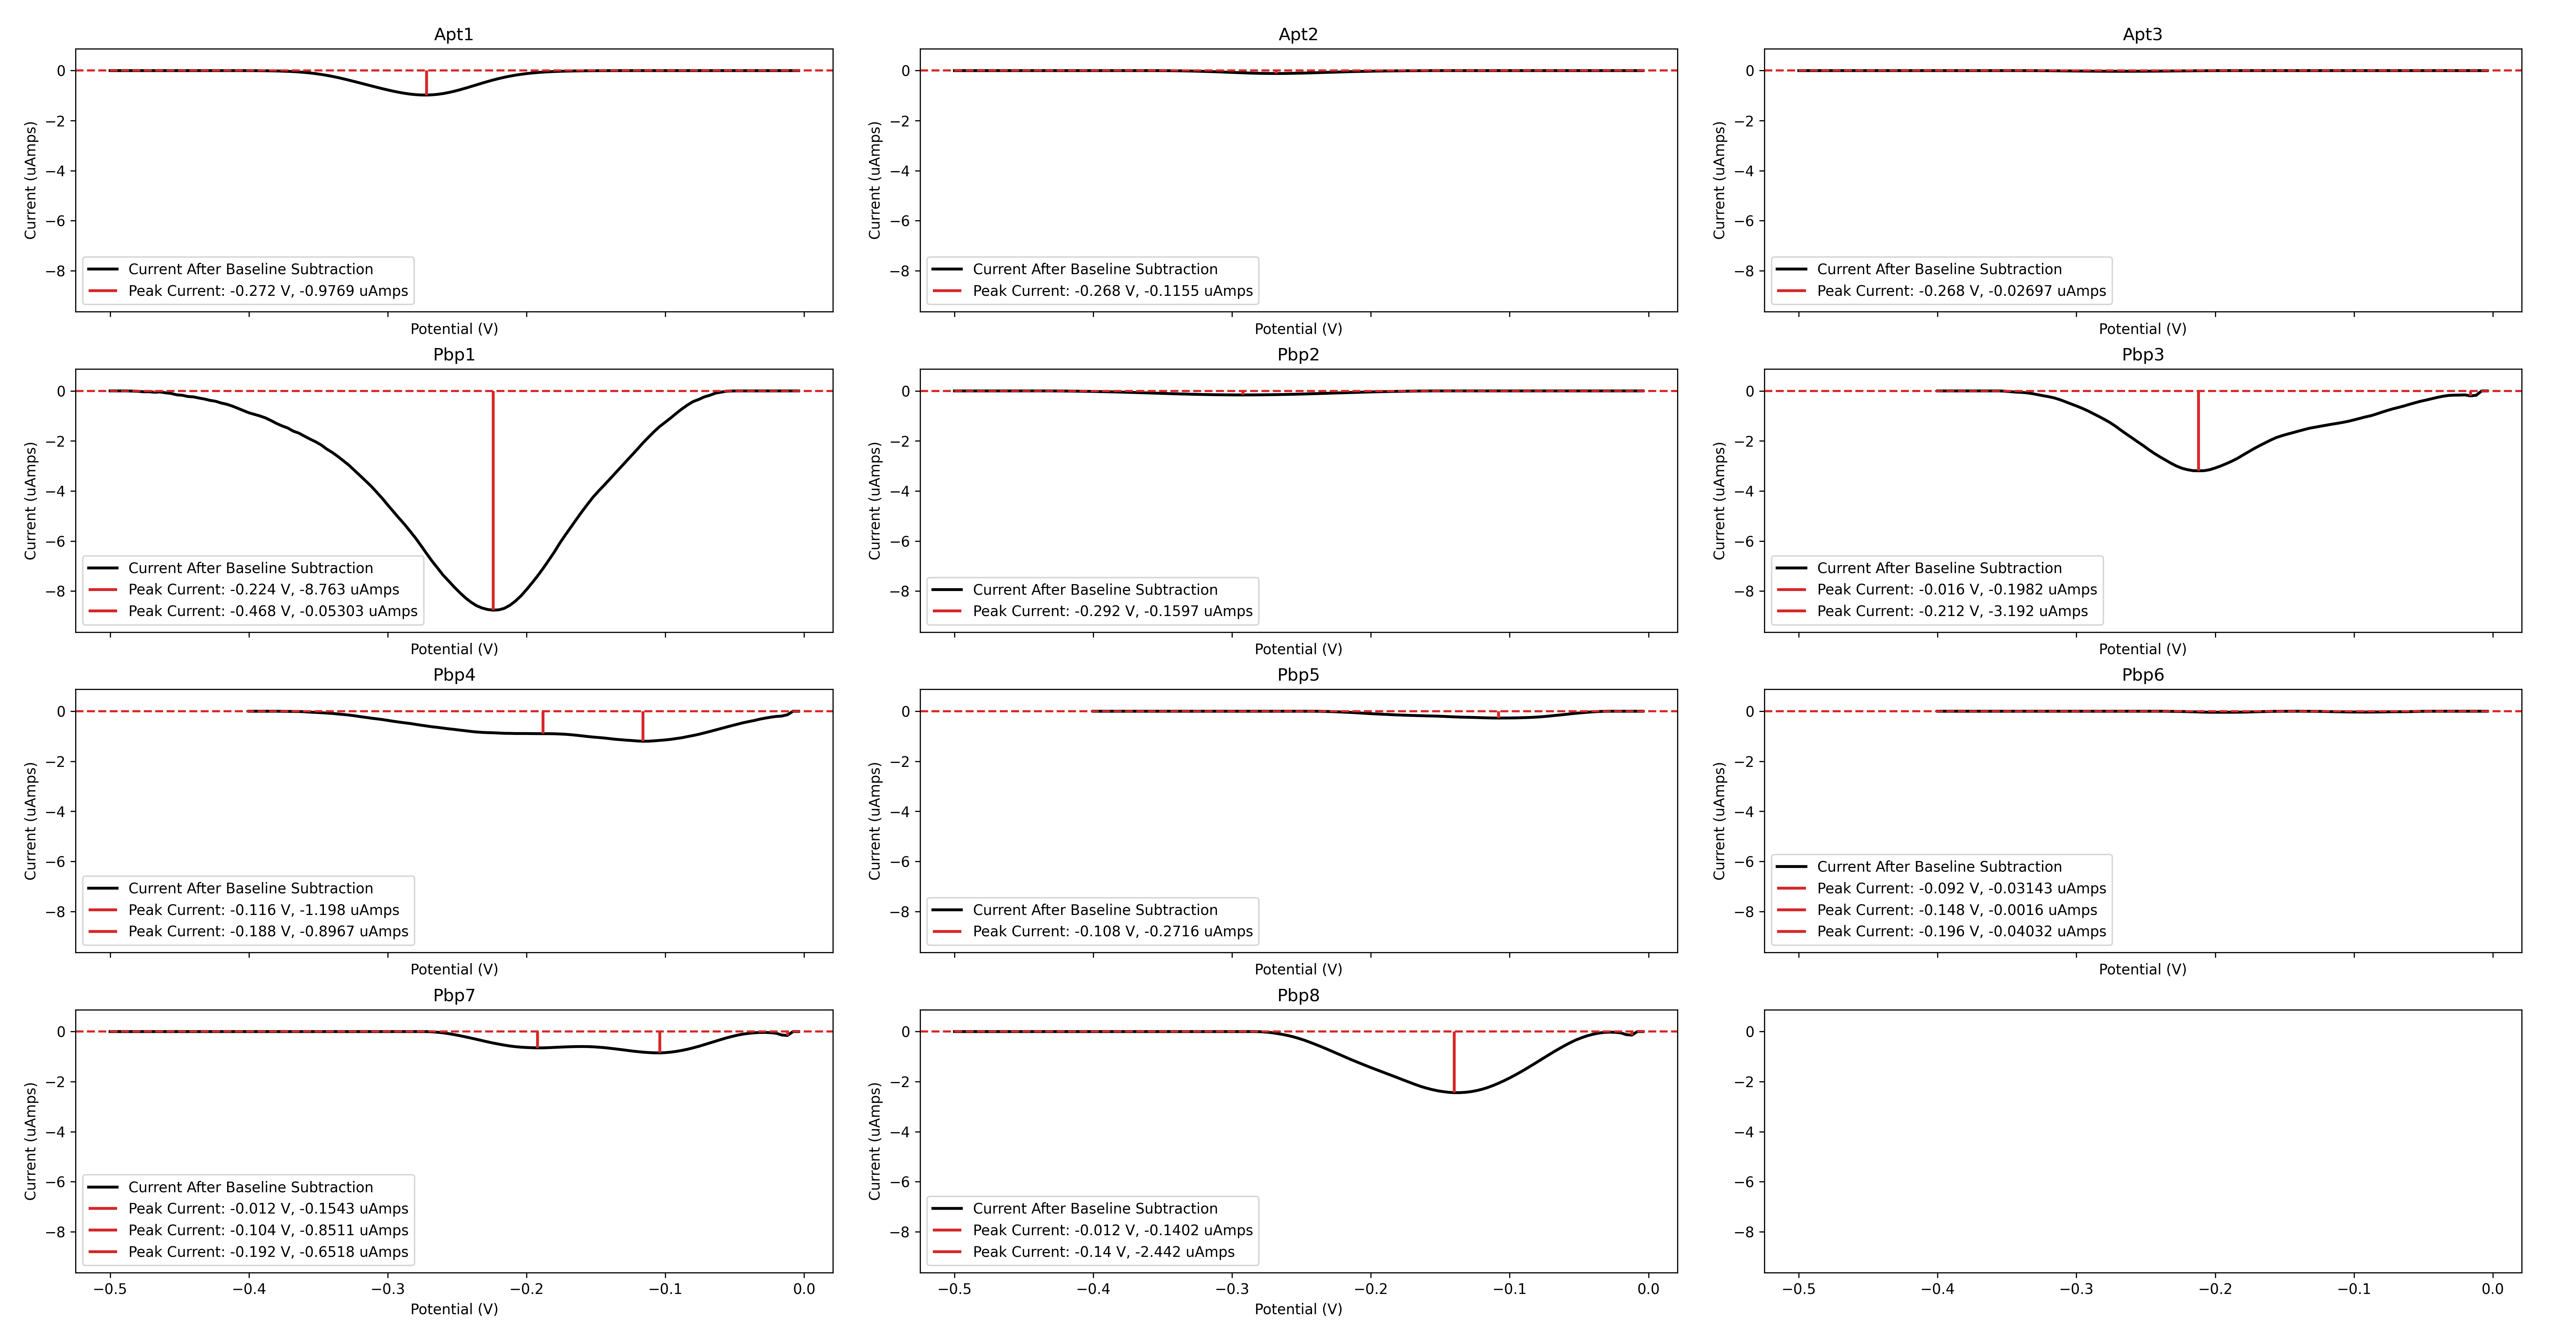 Apt1
0
−2
−4
−6
−8
Current (uAmps)
Current After Baseline Subtraction
Peak Current: -0.272 V, -0.9769 uAmps
Potential (V)
Apt2
0
−2
−4
−6
−8
Current (uAmps)
Current After Baseline Subtraction
Peak Current: -0.268 V, -0.1155 uAmps
Potential (V)
Apt3
0
−2
−4
−6
−8
Current (uAmps)
Current After Baseline Subtraction
Peak Current: -0.268 V, -0.02697 uAmps
Potential (V)
Pbp1
0
−2
−4
−6
−8
Current (uAmps)
Current After Baseline Subtraction
Peak Current: -0.224 V, -8.763 uAmps
Peak Current: -0.468 V, -0.05303 uAmps
Potential (V)
Pbp2
0
−2
−4
−6
−8
Current (uAmps)
Current After Baseline Subtraction
Peak Current: -0.292 V, -0.1597 uAmps
Potential (V)
Pbp3
0
−2
−4
−6
−8
Current (uAmps)
Current After Baseline Subtraction
Peak Current: -0.016 V, -0.1982 uAmps
Peak Current: -0.212 V, -3.192 uAmps
Potential (V)
Pbp4
0
−2
−4
−6
−8
Current (uAmps)
Current After Baseline Subtraction
Peak Current: -0.116 V, -1.198 uAmps
Peak Current: -0.188 V, -0.8967 uAmps
Potential (V)
Pbp5
0
−2
−4
−6
−8
Current (uAmps)
Current After Baseline Subtraction
Peak Current: -0.108 V, -0.2716 uAmps
Potential (V)
Pbp6
0
−2
−4
−6
−8
Current (uAmps)
Current After Baseline Subtraction
Peak Current: -0.092 V, -0.03143 uAmps
Peak Current: -0.148 V, -0.0016 uAmps
Peak Current: -0.196 V, -0.04032 uAmps
Potential (V)
Pbp7
0
−2
−4
−6
−8
Current (uAmps)
Current After Baseline Subtraction
Peak Current: -0.012 V, -0.1543 uAmps
Peak Current: -0.104 V, -0.8511 uAmps
Peak Current: -0.192 V, -0.6518 uAmps
−0.5 −0.4 −0.3 −0.2 −0.1 0.0
Potential (V)
Pbp8
0
−2
−4
−6
−8
Current (uAmps)
Current After Baseline Subtraction
Peak Current: -0.012 V, -0.1402 uAmps
Peak Current: -0.14 V, -2.442 uAmps
−0.5 −0.4 −0.3 −0.2 −0.1 0.0
Potential (V)
0
−2
−4
−6
−8
−0.5 −0.4 −0.3 −0.2 −0.1 0.0